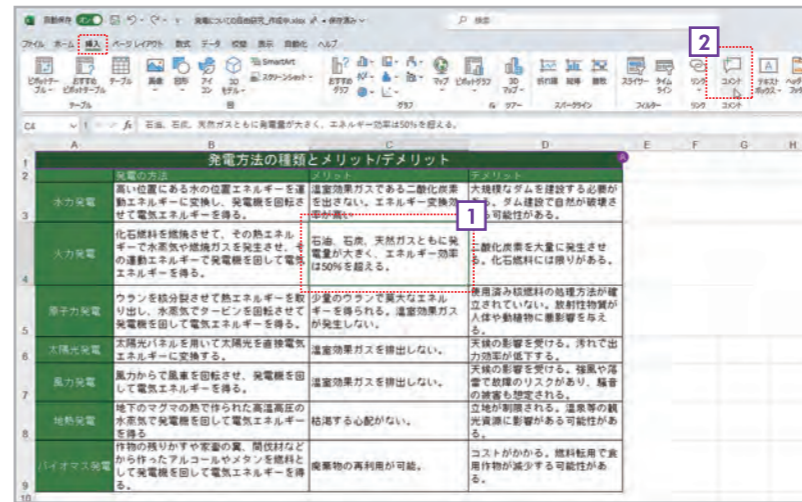 自動保存 オン 発電についての自由研究_作成中.xlsx 保存済み 検索
ファイル ホーム 挿入 ページレイアウト 数式 データ 校閲 表示 自動化 ヘルプ
2
ピボットテーブル おすすめピボットテーブル テーブル 画像 図形 アイコン 3Dモデル SmartArt おすすめグラフ マップ ピボットグラフ 3Dマップ 折れ線 縦棒 勝敗 スライサー タイムライン リンク コメント テキストボックス
スクリーンショット
テーブル 図 グラフ ツアー スパークライン フィルター リンク コメント
C4 fx 石油、石炭、天然ガスともに発電量が大きく、エネルギー効率は50%を超える。
A B C D E F G H
1 発電方法の種類とメリット/デメリット
2 発電の方法 メリット デメリット
高い位置にある水の位置エネルギーを運 温室効果ガスである二酸化炭素 大規模なダムを建設する必要が
水力発電 動エネルギーに変換し、発電機を回転さ を出さない。エネルギー変換効 る。ダム建設で自然が破壊さ
3 せて電気エネルギーを得る。 率が高い 可能性がある。
1
化石燃料を燃焼させて、その熱エネル 石油、石炭、天然ガスともに発
火力発電 ギーで水蒸気や燃焼ガスを発生させ、そ 電量が大きく、エネルギー効率 二酸化炭素を大量に発生させ
の運動エネルギーで発電機を回して電気 は50%を超える。 る。化石燃料には限りがある。
4 エネルギーを得る。
ウランを核分裂させて熱エネルギーを取 少量のウランで莫大なエネル 使用済み核燃料の処理方法が確
原子力発電 り出し、水蒸気でタービンを回転させて ギーを得られる。温室効果ガス 立されていない。放射性物質が
発電機を回して電気エネルギーを得る。 が発生しない。 人体や動植物に悪影響を与え
5 る。
太陽光発電 太陽光パネルを用いて太陽光を直接電気 温室効果ガスを排出しない。 天候の影響を受ける。汚れで出
6 エネルギーに変換する。 力効率が低下する。
風力からで風車を回転させ、発電機を回 天候の影響を受ける。強風や落
風力発電 して電気エネルギーを得る。 温室効果ガスを排出しない。 雷で故障のリスクがあり、騒音
7 の被害も想定される。
地下のマグマの熱で作られた高温高圧の 立地が制限される。温泉等の観
地熱発電 水蒸気で発電機を回して電気エネルギー 枯渇する心配がない。 光資源に影響がある可能性があ
8 を得る る。
作物の残りかすや家畜の糞、間伐材など
バイオマス発電 から作ったアルコールやメタンを燃料と 廃棄物の再利用が可能。 コストがかかる。燃料転用で食
して発電機を回して電気エネルギーを得 用作物が減少する可能性があ
9 る。 る。
10